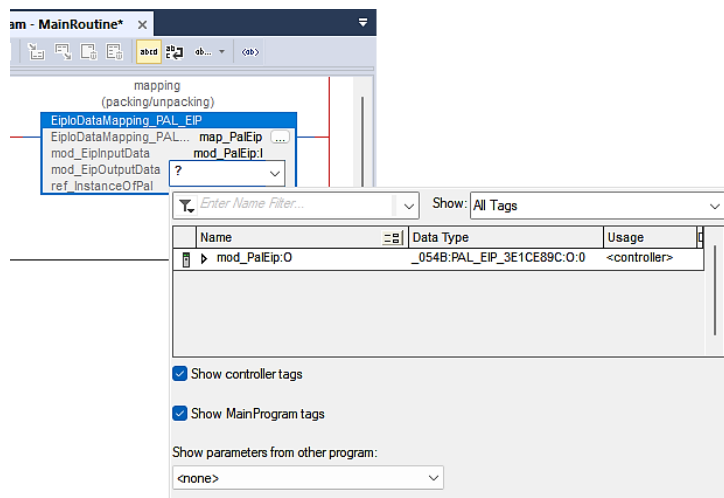 am - MainRoutine*
abcd
ab
c
ab...
<ab>
mapping
(packing/unpacking)
EipIoDataMapping_PAL_EIP
EipIoDataMapping_PAL... map_PalEip ...
mod_EipInputData mod_PalEip:I
mod_EipOutputData ?
ref_InstanceOfPal
Enter Name Filter... Show: All Tags
Name Data Type Usage
mod_PalEip:O _054B:PAL_EIP_3E1CE89C:O:0 <controller>
Show controller tags
Show MainProgram tags
Show parameters from other program:
<none>